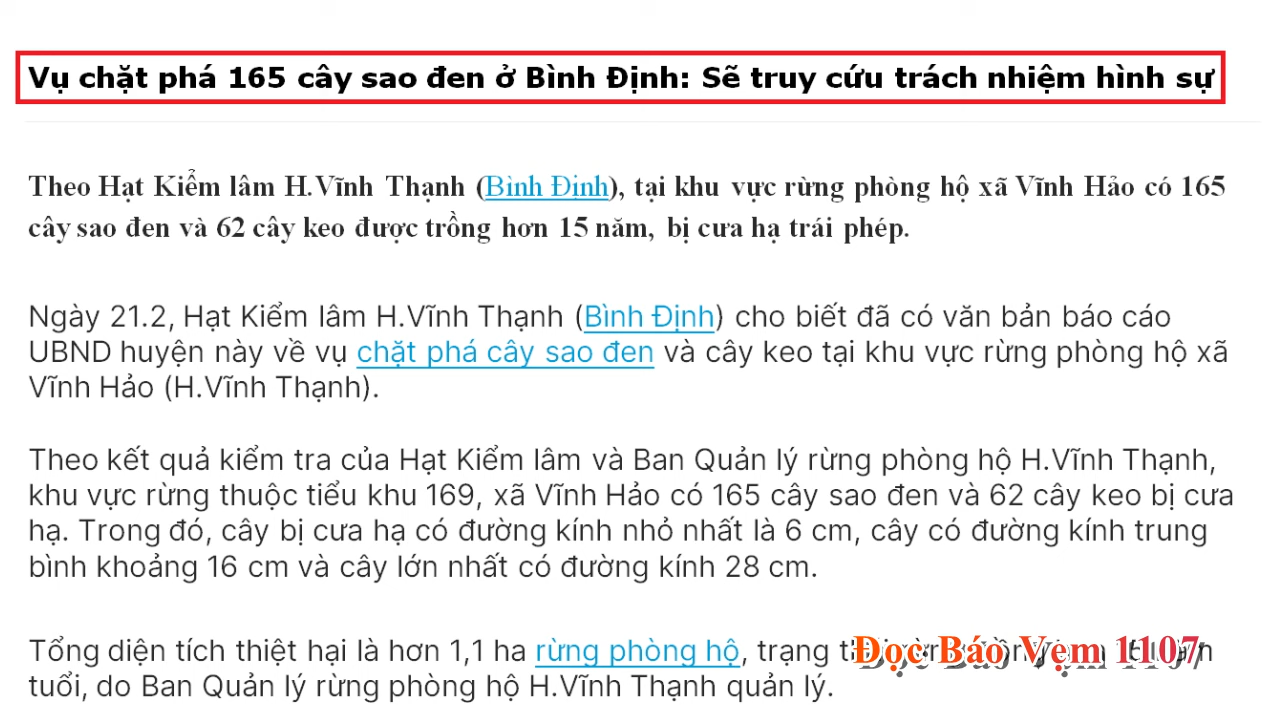 Vụ chặt phá 165 cây sao đen ở Bình Định: Sẽ truy cứu trách nhiệm hình sự
Theo Hạt Kiểm lâm H.Vĩnh Thạnh (Bình Định), tại khu vực rừng phòng hộ xã Vĩnh Hảo có 165
cây sao đen và 62 cây keo được trồng hơn 15 năm, bị cưa hạ trái phép.
Ngày 21.2, Hạt Kiểm lâm H.Vĩnh Thạnh (Bình Định) cho biết đã có văn bản báo cáo
UBND huyện này về vụ chặt phá cây sao đen và cây keo tại khu vực rừng phòng hộ xã
Vĩnh Hảo (H.Vĩnh Thạnh).
Theo kết quả kiểm tra của Hạt Kiểm lâm và Ban Quản lý rừng phòng hộ H.Vĩnh Thạnh,
khu vực rừng thuộc tiểu khu 169, xã Vĩnh Hảo có 165 cây sao đen và 62 cây keo bị cưa
hạ. Trong đó, cây bị cưa hạ có đường kính nhỏ nhất là 6 cm, cây có đường kính trung
bình khoảng 16 cm và cây lớn nhất có đường kính 28 cm.
Tổng diện tích thiệt hại là hơn 1,1 ha rừng phòng hộ, trạng
Đọc Báo Vẹm 1107
tuổi, do Ban Quản lý rừng phòng hộ H.Vĩnh Thạnh quản lý.